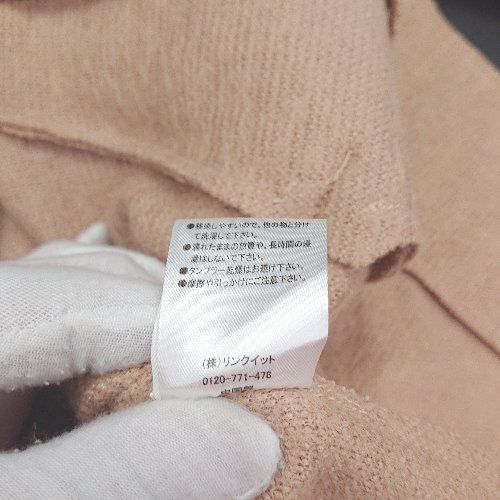 ●移染しやすいので、他の物と分け
て洗濯して下さい。
●濡れたままの放置や、長時間の浸
漬はしないで下さい。
●タンブラー乾燥はお避け下さい。
●摩擦や引っかけにご注意下さい。
(株)リンクイット
0120-771-476
中国製